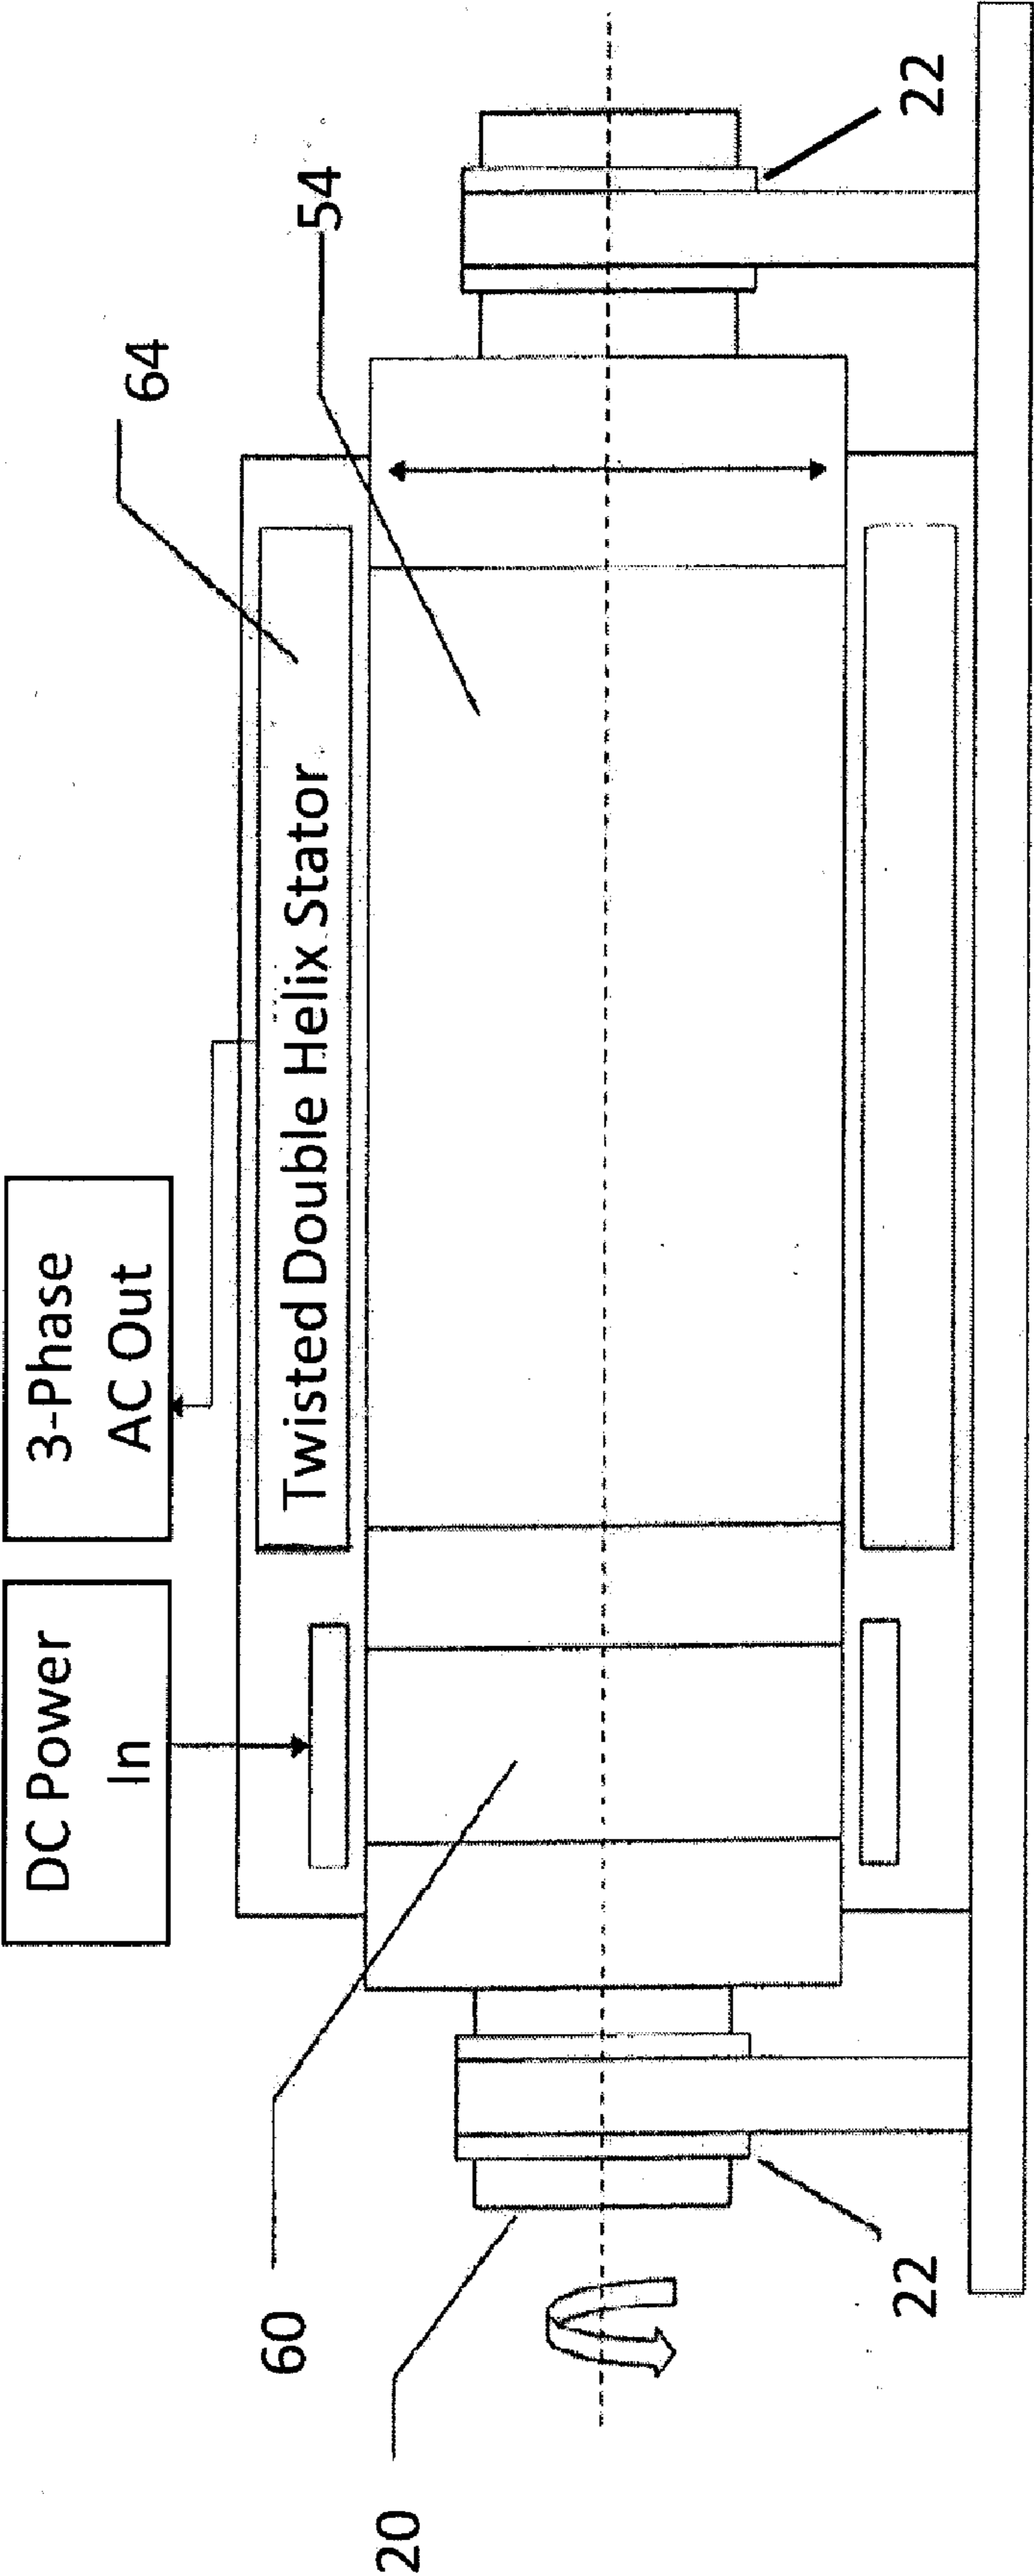 DC Power
In
3-Phase
AC Out
64
54
Twisted Double Helix Stator
60
20
22
22